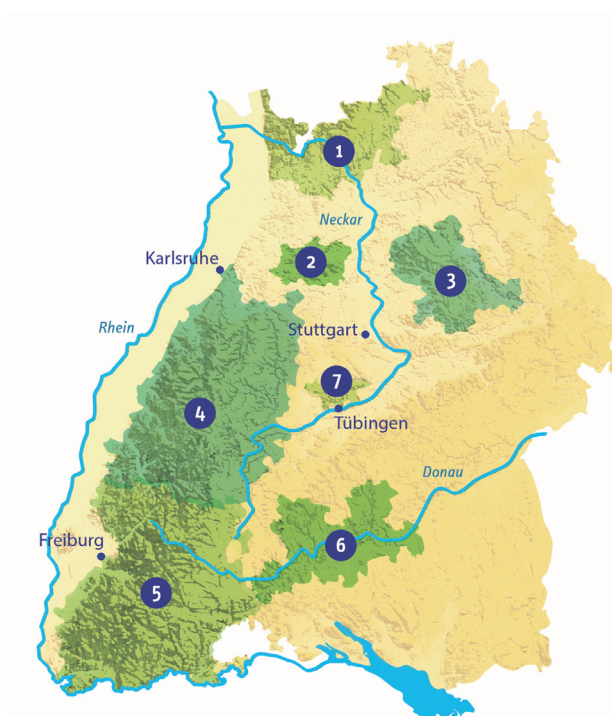 1
Neckar
2
Karlsruhe
3
Rhein
Stuttgart
7
4
Tübingen
Donau
Freiburg
6
5